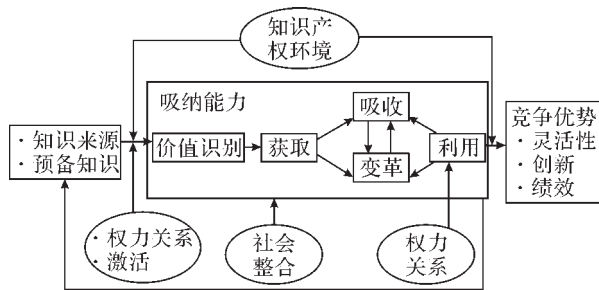 知识产
权环境
吸纳能力
· 知识来源
· 预备知识
价值识别
获取
吸收
变革
利用
竞争优势
· 灵活性
· 创新
· 绩效
· 权力关系
· 激活
社会
整合
权力
关系